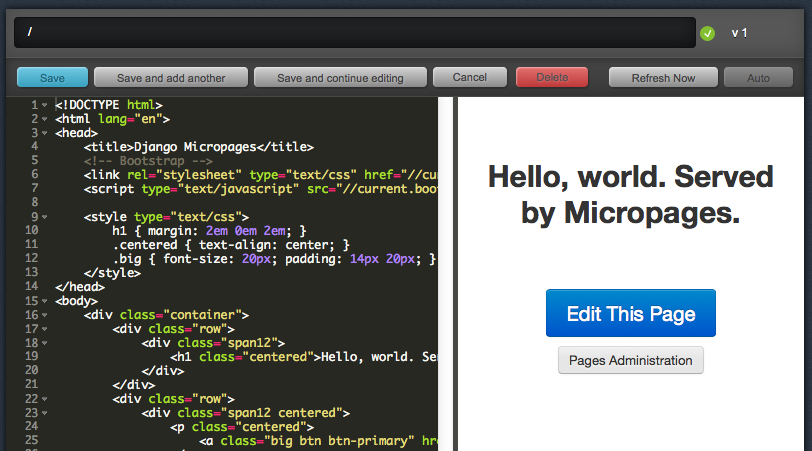 /
v 1
Save Save and add another Save and continue editing Cancel Delete Refresh Now Auto
1 <!DOCTYPE html>
2 <html lang="en">
3 <head>
4     <title>Django Micropages</title>
5     <!-- Bootstrap -->
6     <link rel="stylesheet" type="text/css" href="//cu
7     <script type="text/javascript" src="//current.boo
8
9     <style type="text/css">
10         h1 { margin: 2em 0em 2em; }
11         .centered { text-align: center; }
12         .big { font-size: 20px; padding: 14px 20px; }
13     </style>
14 </head>
15 <body>
16     <div class="container">
17         <div class="row">
18             <div class="span12">
19                 <h1 class="centered">Hello, world. Se
20             </div>
21         </div>
22         <div class="row">
23             <div class="span12 centered">
24                 <p class="centered">
25                     <a class="big btn btn-primary" hr
Hello, world. Served
by Micropages.
Edit This Page
Pages Administration